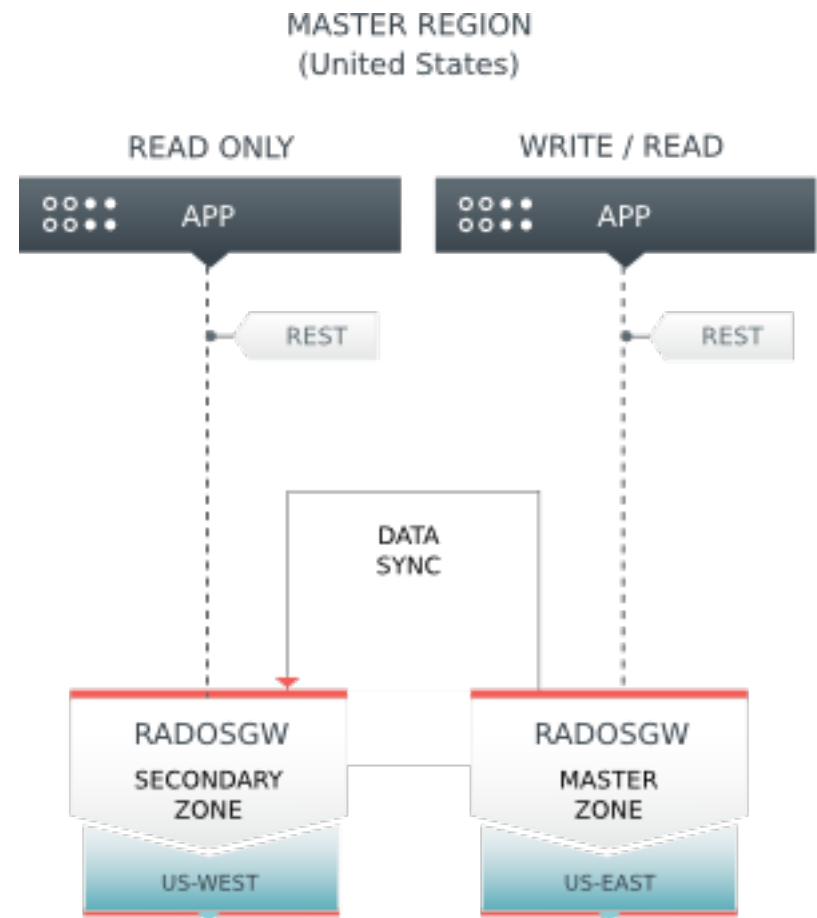 MASTER REGION
(United States)
READ ONLY
WRITE / READ
APP
APP
REST
REST
DATA
SYNC
RADOSGW
SECONDARY
ZONE
US-WEST
RADOSGW
MASTER
ZONE
US-EAST